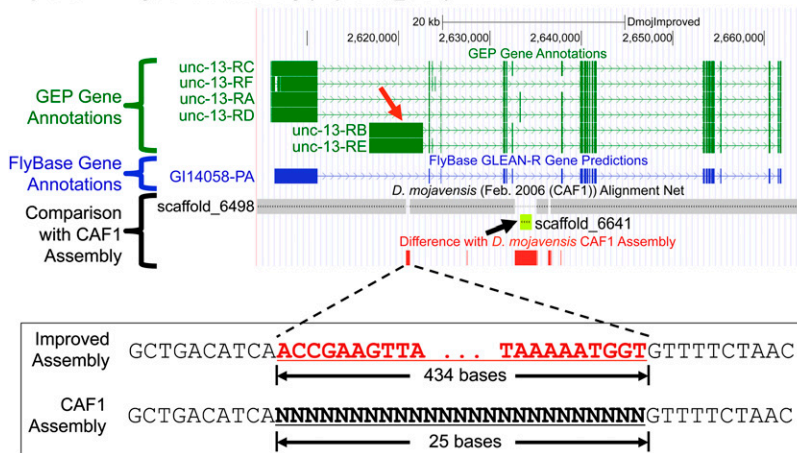 20 kb DmojImproved
2,620,000 2,630,000 2,640,000 2,650,000 2,660,000
GEP Gene Annotations
GEP Gene
Annotations
unc-13-RC
unc-13-RF
unc-13-RA
unc-13-RD
unc-13-RB
unc-13-RE
FlyBase Gene
Annotations
FlyBase GLEAN-R Gene Predictions
GI14058-PA
D. mojavensis (Feb. 2006 (CAF1)) Alignment Net
Comparison
with CAF1
Assembly
scaffold_6498
scaffold_6641
Difference with D. mojavensis CAF1 Assembly
Improved
Assembly
GCTGACATCAACCGAAGTTA ... TAAAAATGGTGTTTTCTAAC
434 bases
CAF1
Assembly
GCTGACATCANNNNNNNNNNNNNNNNNNNNNNNNNGTTTTCTAAC
25 bases